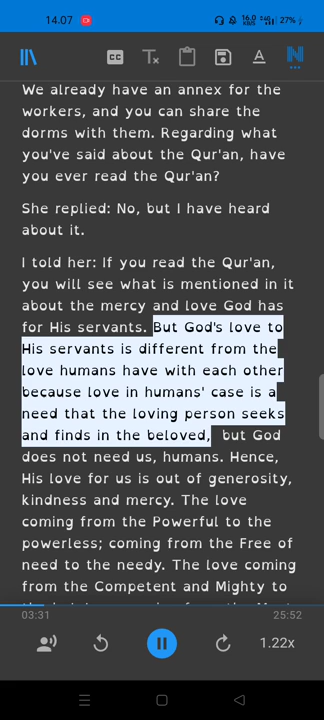 14.07
16.0
KB/S
27%
CC
T×
A
N
We already have an annex for the
workers, and you can share the
dorms with them. Regarding what
you've said about the Qur'an, have
you ever read the Qur'an?
She replied: No, but I have heard
about it.
I told her: If you read the Qur'an,
you will see what is mentioned in it
about the mercy and love God has
for His servants. But God's love to
His servants is different from the
love humans have with each other
because love in humans' case is a
need that the loving person seeks
and finds in the beloved, but God
does not need us, humans. Hence,
His love for us is out of generosity,
kindness and mercy. The love
coming from the Powerful to the
powerless; coming from the Free of
need to the needy. The love coming
from the Competent and Mighty to
03:31
25:52
1.22x